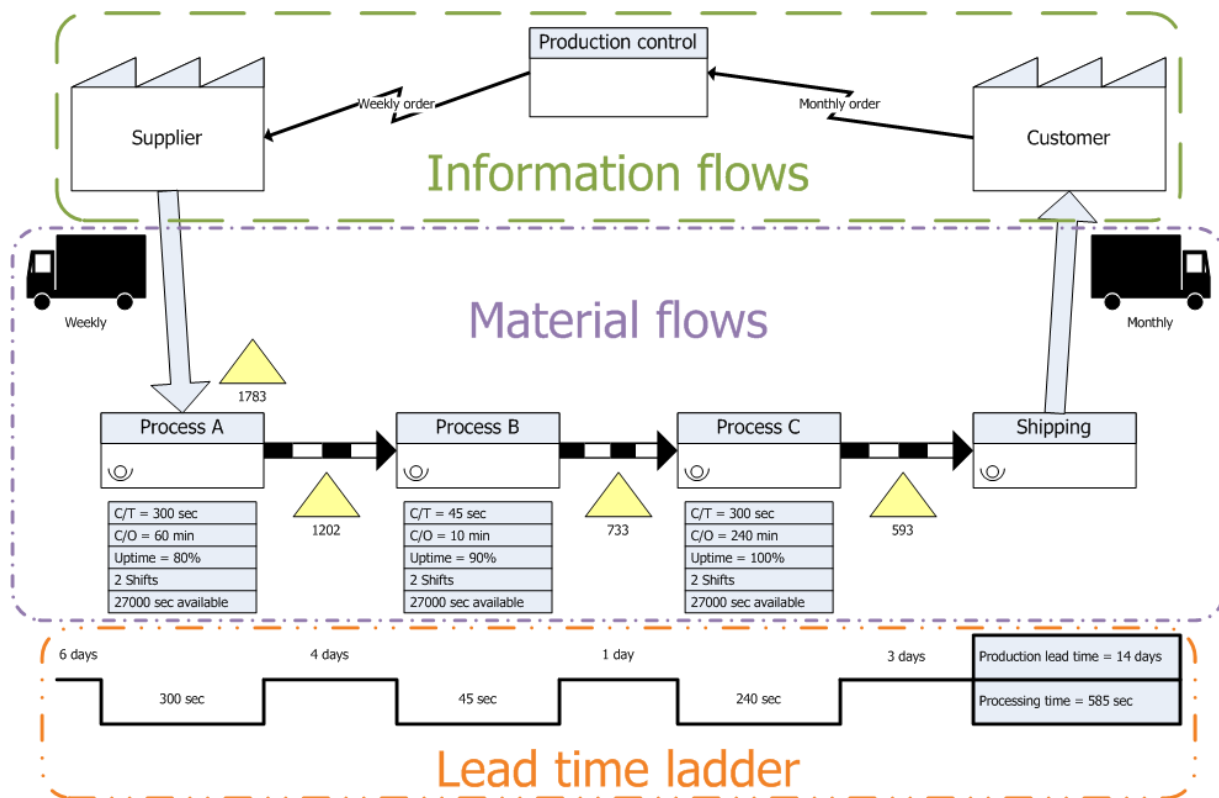 Production control
Weekly order
Monthly order
Supplier
Customer
Information flows
Weekly
Material flows
Monthly
1783
Process A
Process B
Process C
Shipping
1202
733
593
C/T = 300 sec
C/O = 60 min
Uptime = 80%
2 Shifts
27000 sec available
C/T = 45 sec
C/O = 10 min
Uptime = 90%
2 Shifts
27000 sec available
C/T = 300 sec
C/O = 240 min
Uptime = 100%
2 Shifts
27000 sec available
6 days
4 days
1 day
3 days
Production lead time = 14 days
300 sec
45 sec
240 sec
Processing time = 585 sec
Lead time ladder